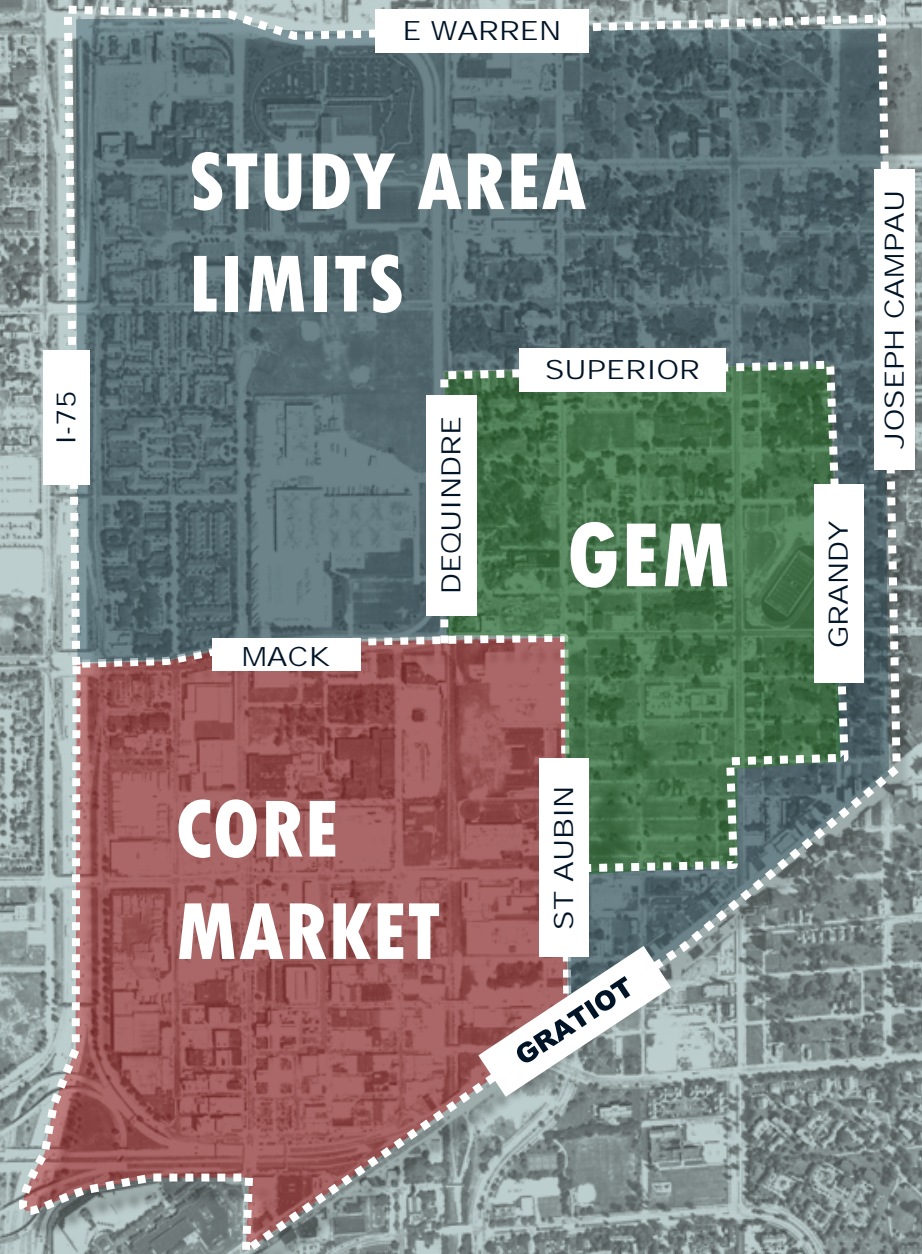 E WARREN
STUDY AREA
LIMITS
JOSEPH CAMPAU
SUPERIOR
I-75
DEQUINDRE
GEM
GRANDY
MACK
CORE
MARKET
ST AUBIN
GRATIOT